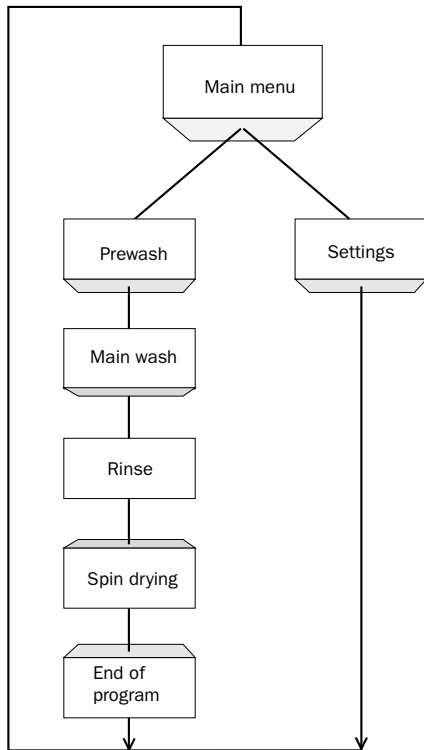 Main menu
Prewash
Settings
Main wash
Rinse
Spin drying
End of
program